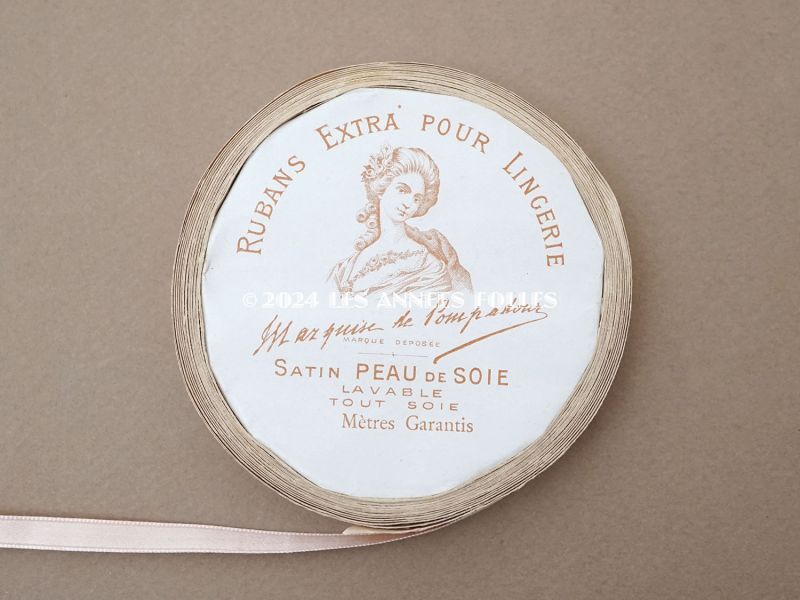 RUBANS EXTRA POUR LINGERIE
© 2024 LES ANNÉES FOLLES
Marquise de Pompadour
MARQUE DEPOSÉE
SATIN PEAU DE SOIE
LAVABLE
TOUT SOIE
Mètres Garantis